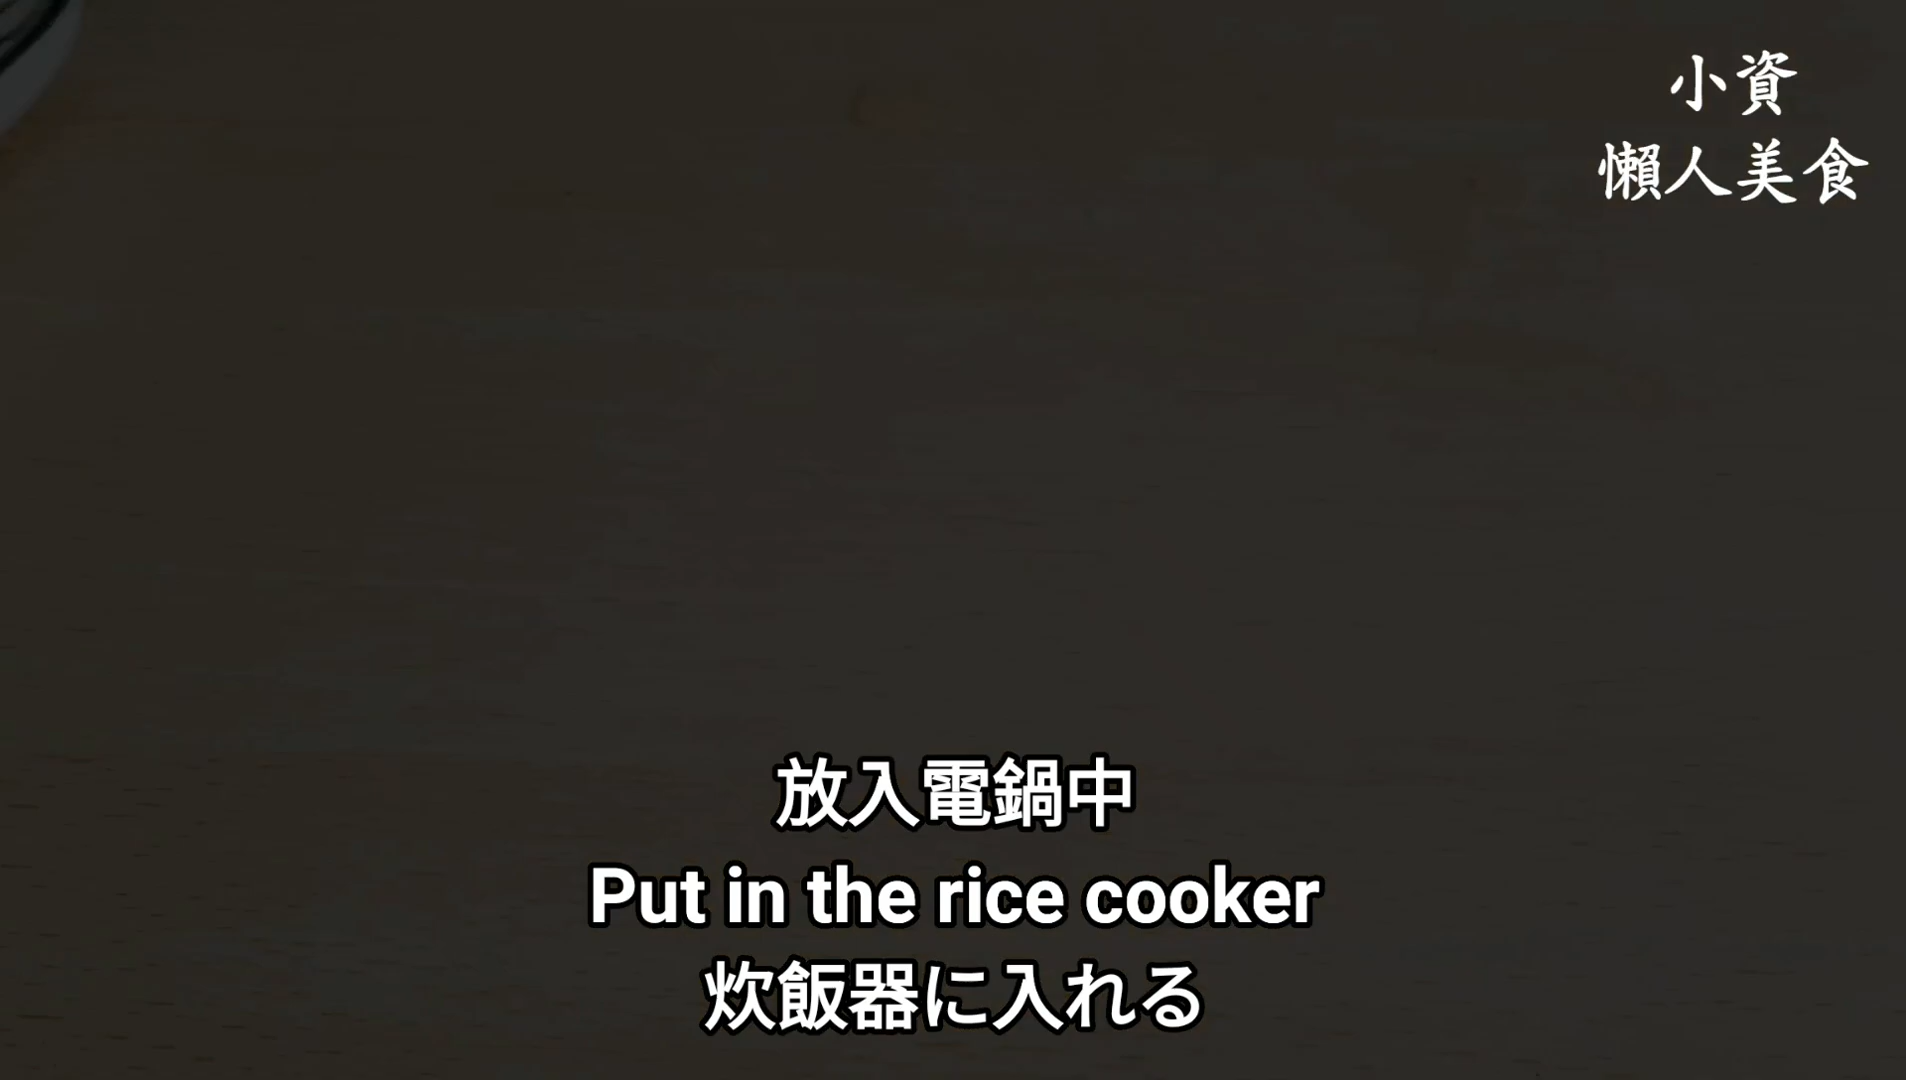 小資
懶人美食
放入電鍋中
Put in the rice cooker
炊飯器に入れる